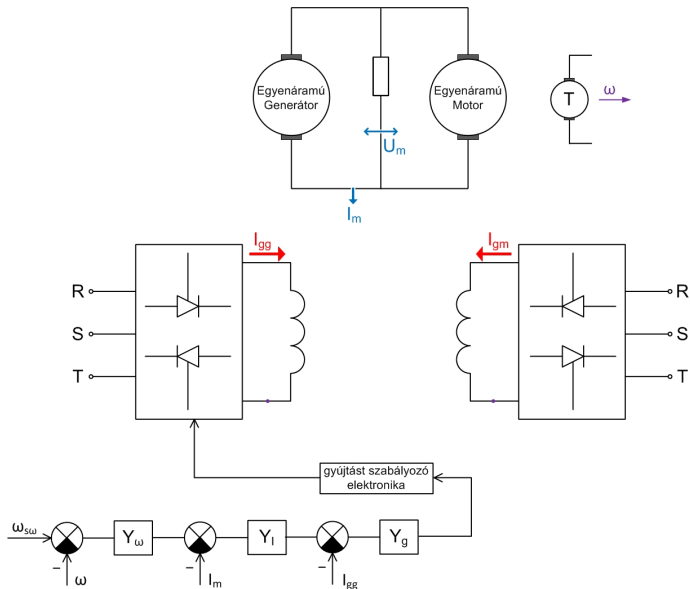 Egyenáramú
Generátor
Egyenáramú
Motor
T
ω
Um
Im
Igg
Igm
R
S
T
R
S
T
gyújtást szabályozó
elektronika
ωsω
Yω
YI
Yg
−
ω
−
Im
−
Igg